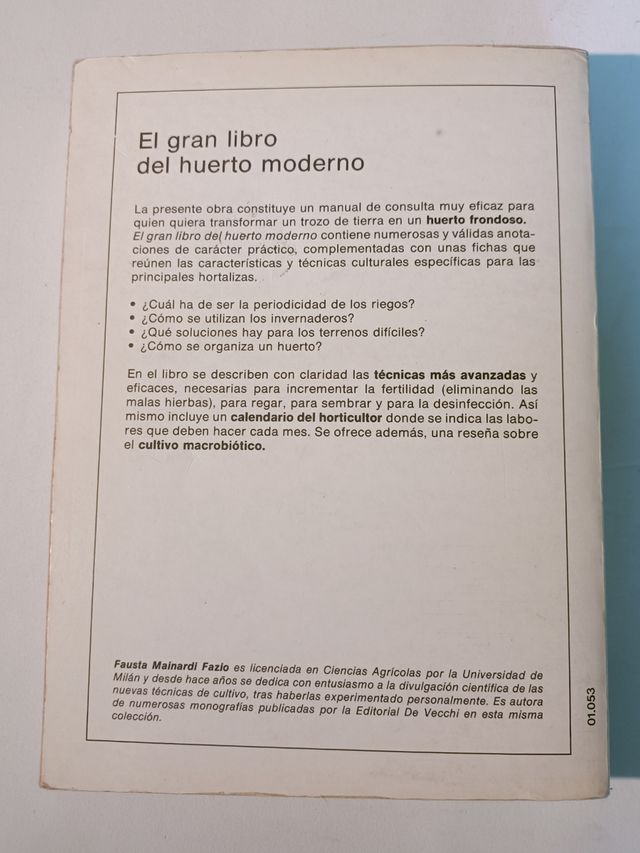 El gran libro
del huerto moderno
La presente obra constituye un manual de consulta muy eficaz para
quien quiera transformar un trozo de tierra en un huerto frondoso.
El gran libro del huerto moderno contiene numerosas y válidas anota-
ciones de carácter práctico, complementadas con unas fichas que
reúnen las características y técnicas culturales específicas para las
principales hortalizas.
• ¿Cuál ha de ser la periodicidad de los riegos?
• ¿Cómo se utilizan los invernaderos?
• ¿Qué soluciones hay para los terrenos difíciles?
• ¿Cómo se organiza un huerto?
En el libro se describen con claridad las técnicas más avanzadas y
eficaces, necesarias para incrementar la fertilidad (eliminando las
malas hierbas), para regar, para sembrar y para la desinfección. Así
mismo incluye un calendario del horticultor donde se indica las labo-
res que deben hacer cada mes. Se ofrece además, una reseña sobre
el cultivo macrobiótico.
Fausta Mainardi Fazio es licenciada en Ciencias Agrícolas por la Universidad de
Milán y desde hace años se dedica con entusiasmo a la divulgación científica de las
nuevas técnicas de cultivo, tras haberlas experimentado personalmente. Es autora
de numerosas monografías publicadas por la Editorial De Vecchi en esta misma
colección.
01.053